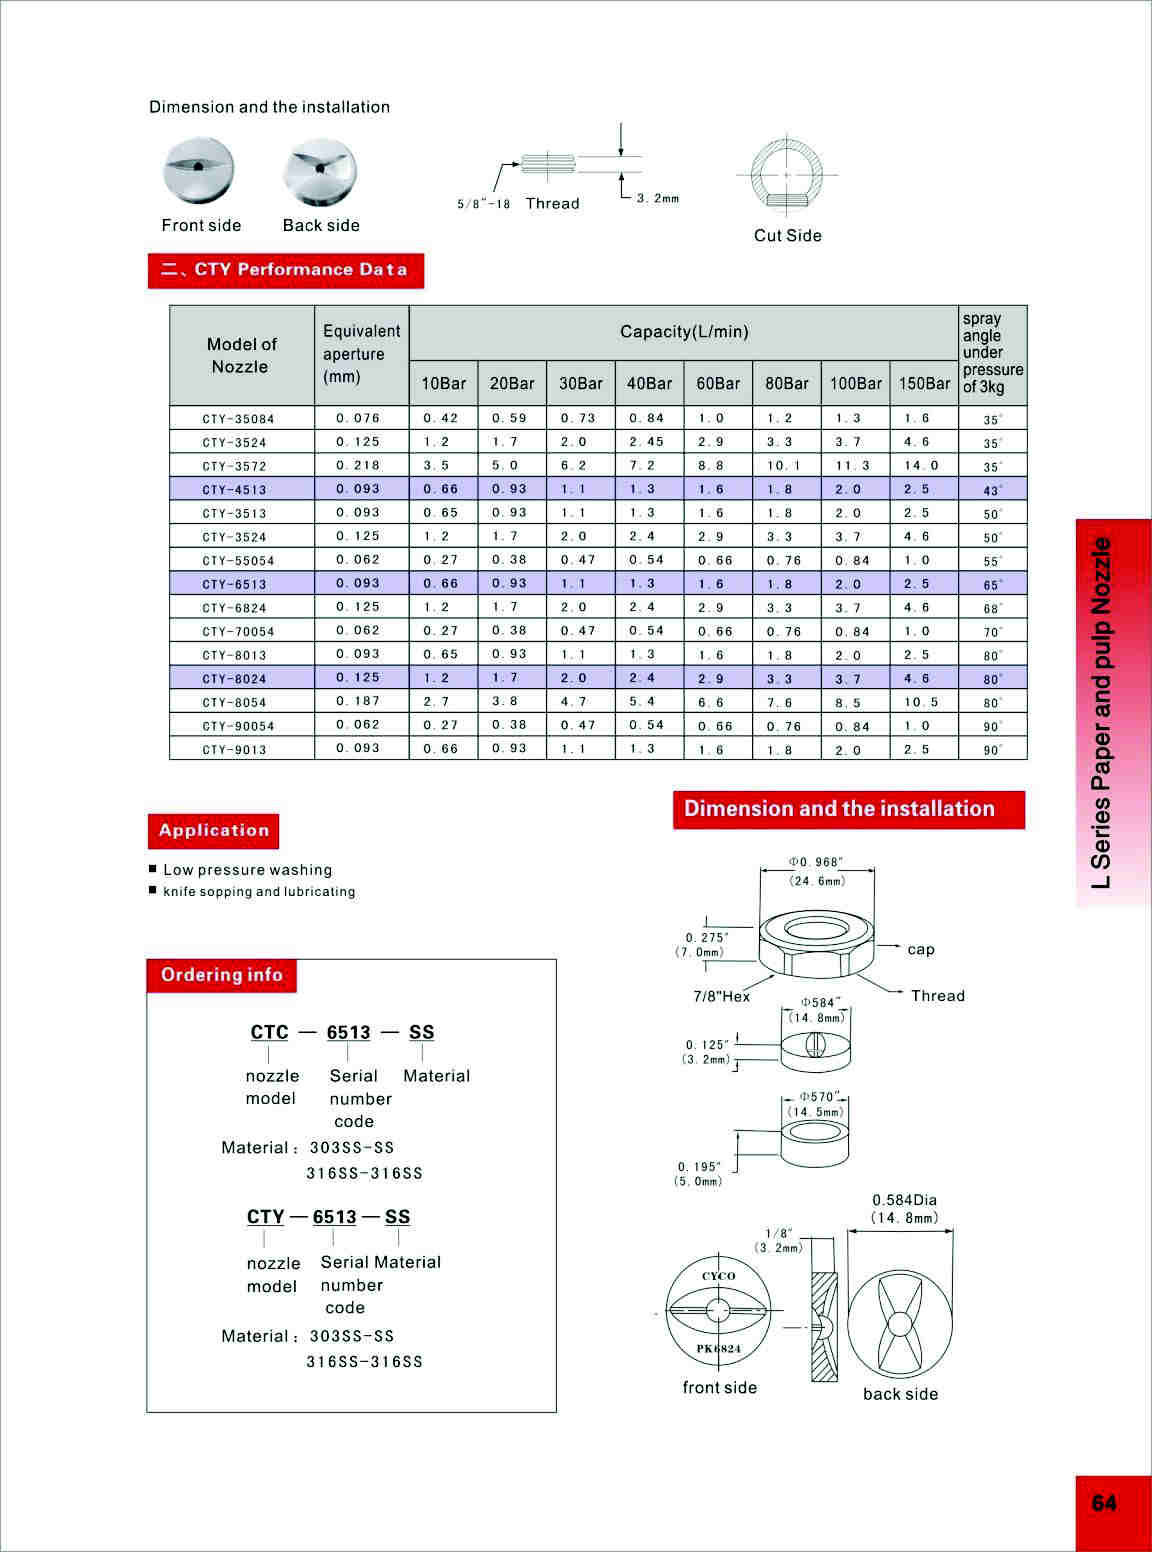 Dimension and the installation
Front side
Back side
5/8"-18 Thread
3.2mm
Cut Side
二、CTY Performance Data
Model of Nozzle
Equivalent aperture (mm)
Capacity(L/min)
spray angle under pressure of 3kg
10Bar 20Bar 30Bar 40Bar 60Bar 80Bar 100Bar 150Bar
CTY-35084 0.076 0.42 0.59 0.73 0.84 1.0 1.2 1.3 1.6 35°
CTY-3524 0.125 1.2 1.7 2.0 2.45 2.9 3.3 3.7 4.6 35°
CTY-3572 0.218 3.5 5.0 6.2 7.2 8.8 10.1 11.3 14.0 35°
CTY-4513 0.093 0.66 0.93 1.1 1.3 1.6 1.8 2.0 2.5 43°
CTY-3513 0.093 0.65 0.93 1.1 1.3 1.6 1.8 2.0 2.5 50°
CTY-3524 0.125 1.2 1.7 2.0 2.4 2.9 3.3 3.7 4.6 50°
CTY-55054 0.062 0.27 0.38 0.47 0.54 0.66 0.76 0.84 1.0 55°
CTY-6513 0.093 0.66 0.93 1.1 1.3 1.6 1.8 2.0 2.5 65°
CTY-6824 0.125 1.2 1.7 2.0 2.4 2.9 3.3 3.7 4.6 68°
CTY-70054 0.062 0.27 0.38 0.47 0.54 0.66 0.76 0.84 1.0 70°
CTY-8013 0.093 0.65 0.93 1.1 1.3 1.6 1.8 2.0 2.5 80°
CTY-8024 0.125 1.2 1.7 2.0 2.4 2.9 3.3 3.7 4.6 80°
CTY-8054 0.187 2.7 3.8 4.7 5.4 6.6 7.6 8.5 10.5 80°
CTY-90054 0.062 0.27 0.38 0.47 0.54 0.66 0.76 0.84 1.0 90°
CTY-9013 0.093 0.66 0.93 1.1 1.3 1.6 1.8 2.0 2.5 90°
L Series Paper and pulp Nozzle
Application
■ Low pressure washing
■ knife sopping and lubricating
Ordering info
CTC — 6513 — SS
nozzle Serial Material
model number
code
Material：303SS-SS
316SS-316SS
CTY — 6513 — SS
nozzle Serial Material
model number
code
Material：303SS-SS
316SS-316SS
Dimension and the installation
Φ0.968"
(24.6mm)
0.275"
(7.0mm)
cap
7/8"Hex
Thread
Φ584"
(14.8mm)
0.125"
(3.2mm)
Φ570"
(14.5mm)
0.195"
(5.0mm)
0.584Dia
(14.8mm)
1/8"
(3.2mm)
CYCO
PK6824
front side
back side
64